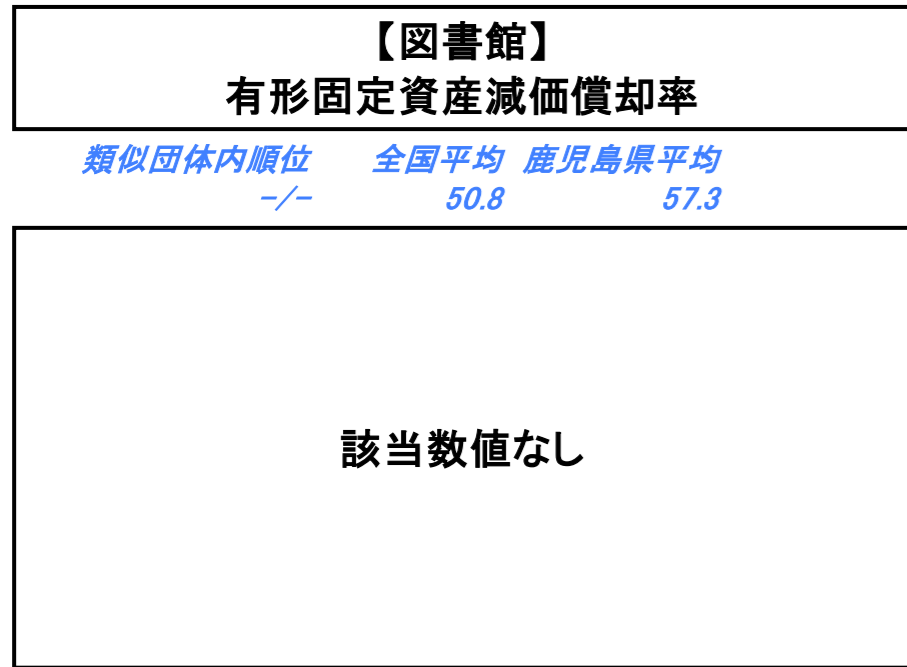 【図書館】
有形固定資産減価償却率
類似団体内順位 全国平均 鹿児島県平均
-/- 50.8 57.3
該当数値なし